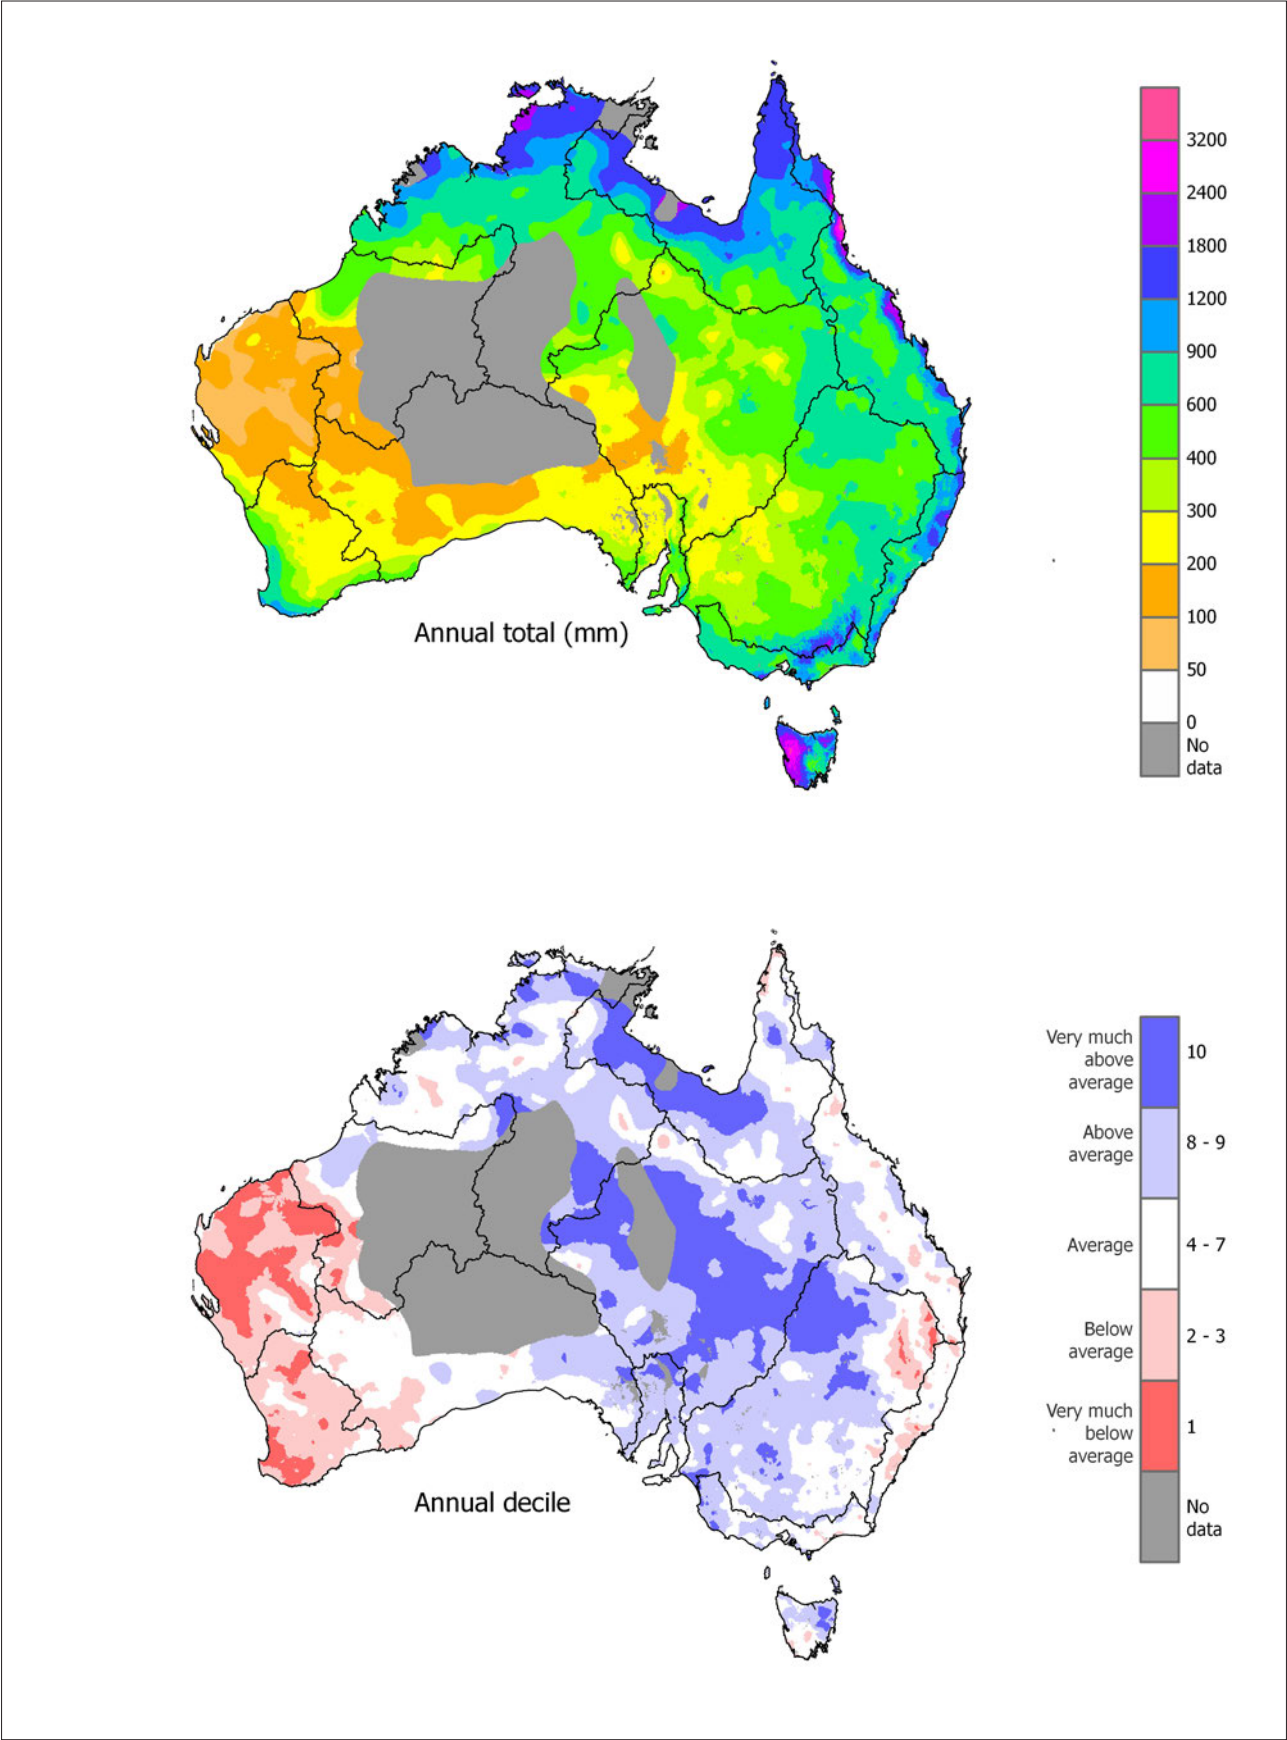 3200
2400
1800
1200
900
600
400
300
200
100
50
0
No
data
Annual total (mm)
Very much
above
average
10
Above
average
8 - 9
Average
4 - 7
Below
average
2 - 3
Very much
below
average
1
No
data
Annual decile